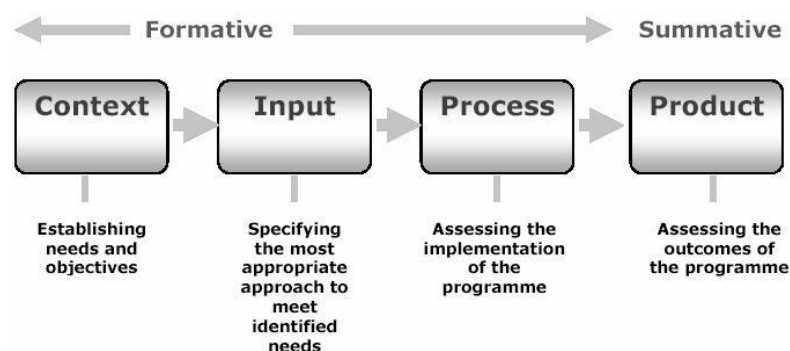 Formative Summative
Context Input Process Product
Establishing
needs and
objectives
Specifying
the most
appropriate
approach to
meet
identified
needs
Assessing the
implementation
of the
programme
Assessing the
outcomes of
the programme